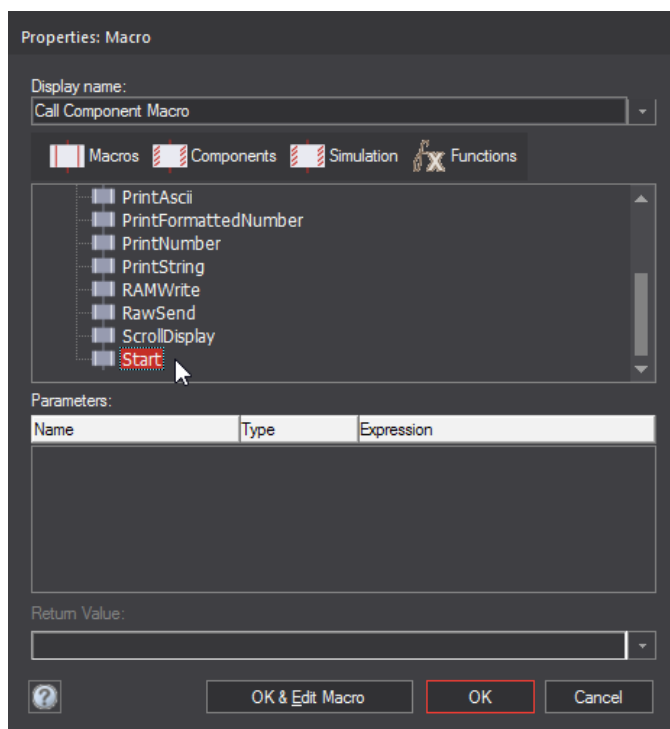 Properties: Macro
Display name:
Call Component Macro
Macros Components Simulation Functions
PrintAscii
PrintFormattedNumber
PrintNumber
PrintString
RAMWrite
RawSend
ScrollDisplay
Start
Parameters:
Name Type Expression
Return Value:
? OK & Edit Macro OK Cancel